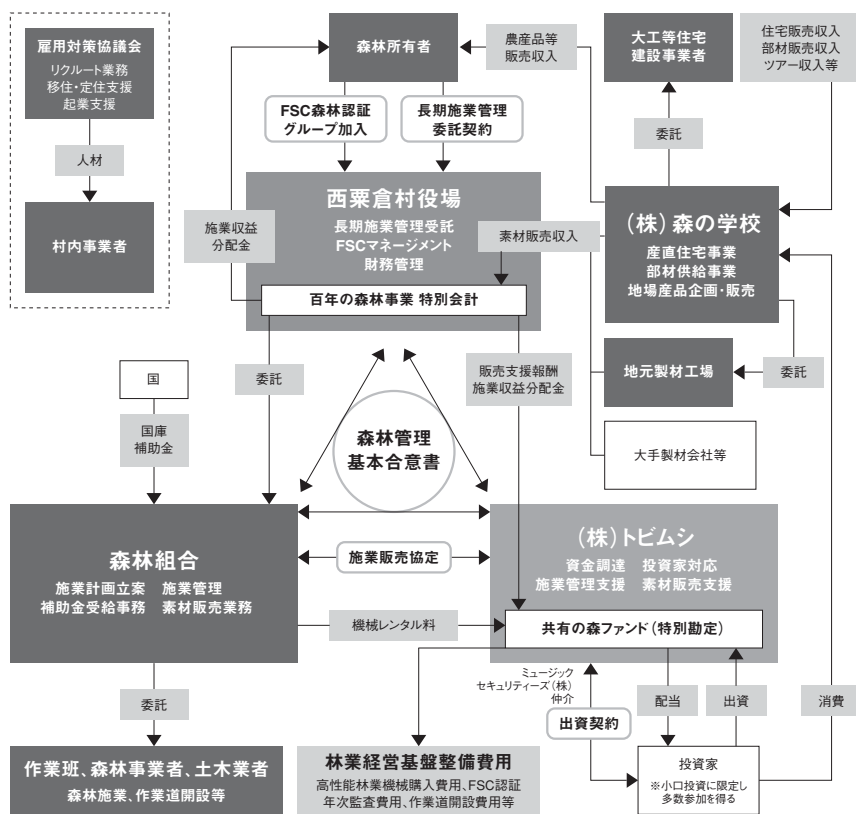 雇用対策協議会
リクルート業務
移住・定住支援
起業支援
人材
村内事業者
森林所有者
農産品等
販売収入
大工等住宅
建設事業者
住宅販売収入
部材販売収入
ツアー収入等
FSC森林認証
グループ加入
長期施業管理
委託契約
委託
施業収益
分配金
西粟倉村役場
長期施業管理受託
FSCマネージメント
財務管理
百年の森林事業 特別会計
素材販売収入
(株)森の学校
産直住宅事業
部材供給事業
地場産品企画・販売
国
国庫
補助金
委託
販売支援報酬
施業収益分配金
地元製材工場
委託
森林管理
基本合意書
大手製材会社等
森林組合
施業計画立案 施業管理
補助金受給事務 素材販売業務
施業販売協定
(株)トビムシ
資金調達 投資家対応
施業管理支援 素材販売支援
機械レンタル料
共有の森ファンド(特別勘定)
委託
ミュージック
セキュリティーズ(株)
仲介
出資契約
配当
出資
消費
作業班、森林事業者、土木業者
森林施業、作業道開設等
林業経営基盤整備費用
高性能林業機械購入費用、FSC認証
年次監査費用、作業道開設費用等
投資家
※小口投資に限定し
多数参加を得る